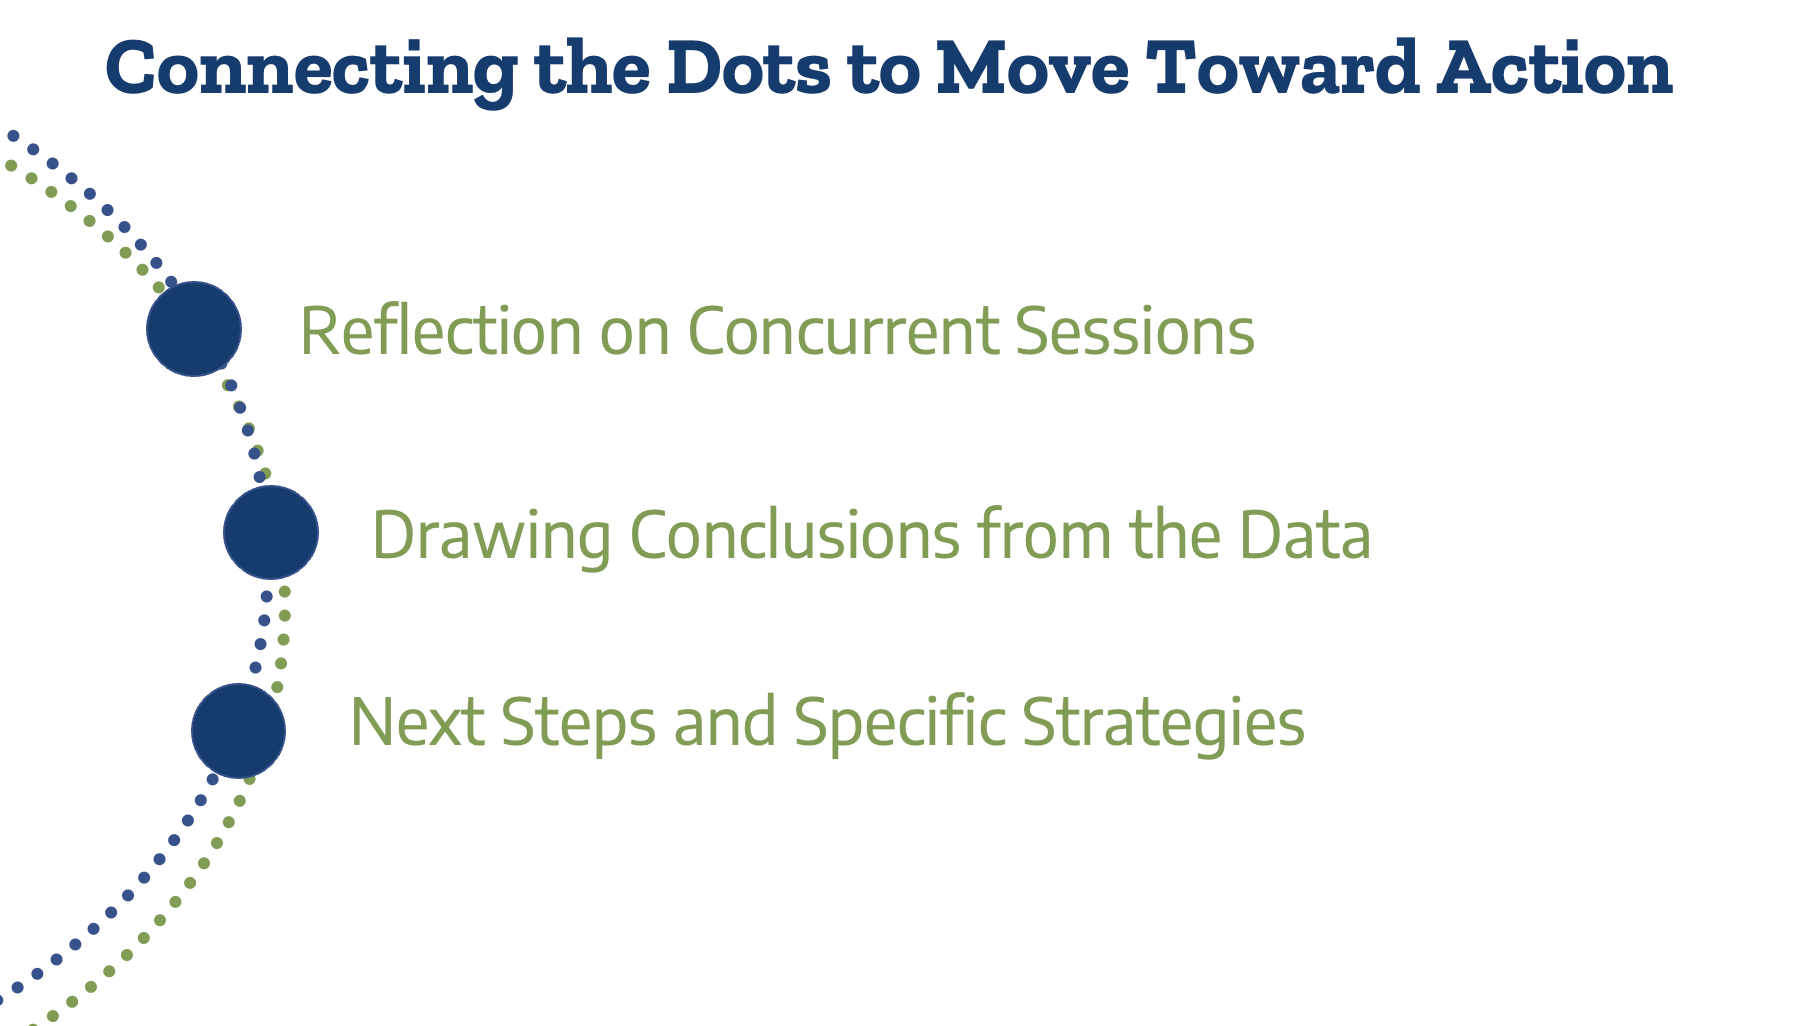 Connecting the Dots to Move Toward Action
Reflection on Concurrent Sessions
Drawing Conclusions from the Data
Next Steps and Specific Strategies